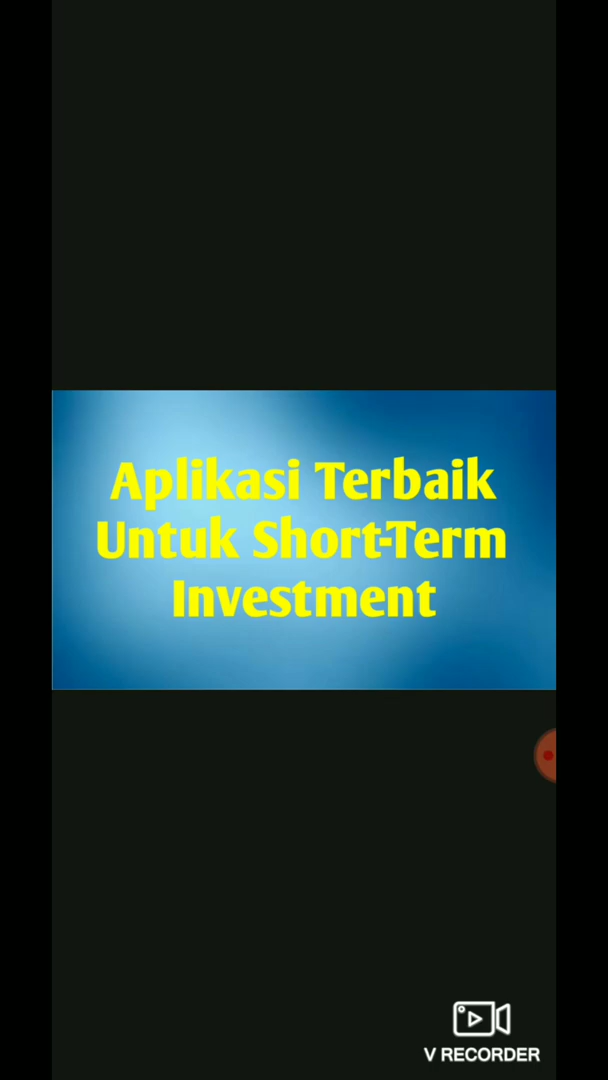 Aplikasi Terbaik
Untuk Short-Term
Investment
V RECORDER